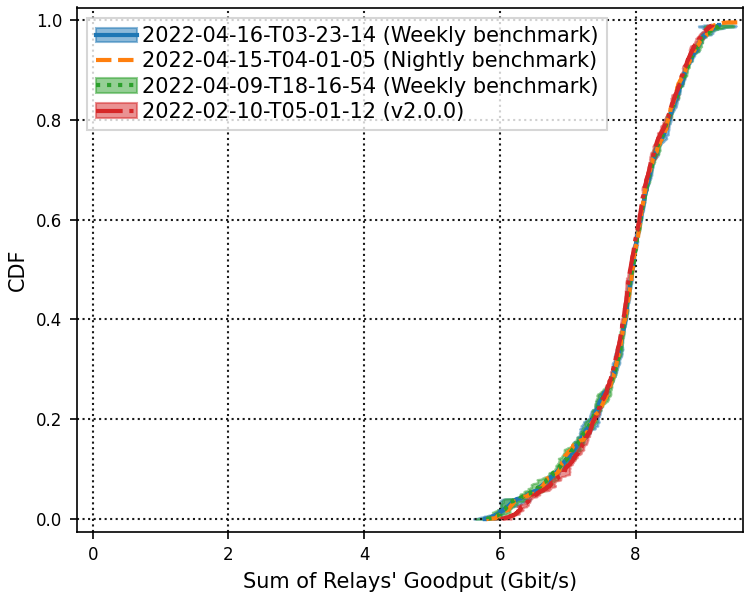 2022-04-16-T03-23-14 (Weekly benchmark)
2022-04-15-T04-01-05 (Nightly benchmark)
2022-04-09-T18-16-54 (Weekly benchmark)
2022-02-10-T05-01-12 (v2.0.0)
1.0
0.8
0.6
0.4
0.2
0.0
CDF
0 2 4 6 8
Sum of Relays' Goodput (Gbit/s)